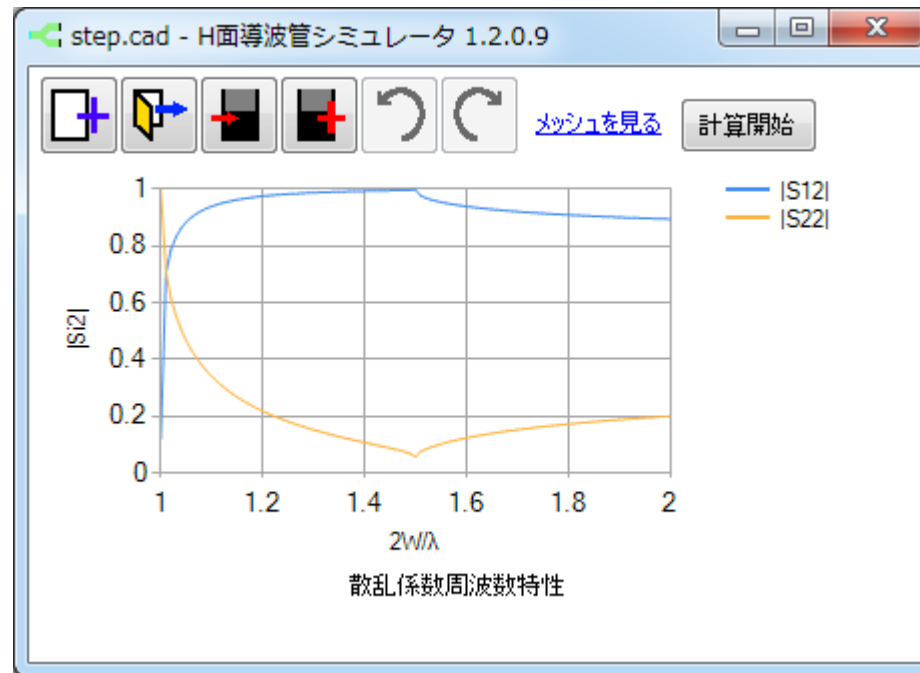 step.cad - H面導波管シミュレータ 1.2.0.9
メッシュを見る
計算開始
|S12|
|S22|
1
0.8
0.6
0.4
0.2
0
|Si2|
1 1.2 1.4 1.6 1.8 2
2W/λ
散乱係数周波数特性